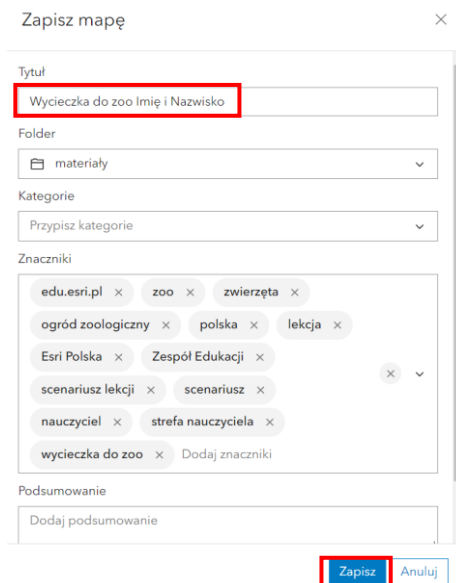 Zapisz mapę
Tytuł
Wycieczka do zoo Imię i Nazwisko
Folder
materiały
Kategorie
Przypisz kategorie
Znaczniki
edu.esri.pl zoo zwierzęta
ogród zoologiczny polska lekcja
Esri Polska Zespół Edukacji
scenariusz lekcji scenariusz
nauczyciel strefa nauczyciela
wycieczka do zoo Dodaj znaczniki
Podsumowanie
Dodaj podsumowanie
Zapisz Anuluj